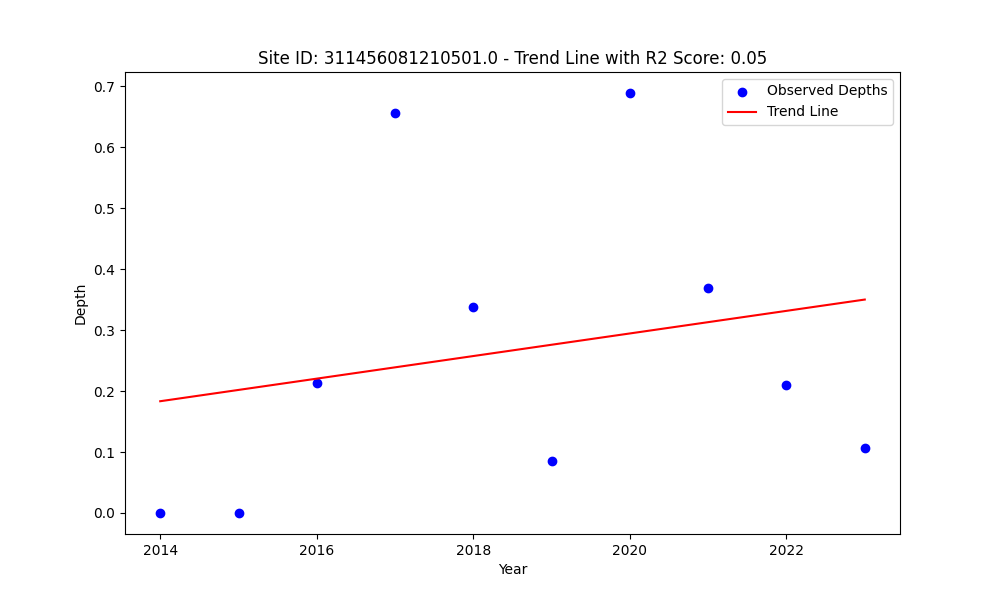 Site ID: 311456081210501.0 - Trend Line with R2 Score: 0.05
Observed Depths
Trend Line
0.7
0.6
0.5
0.4
0.3
0.2
0.1
0.0
Depth
2014
2016
2018
2020
2022
Year